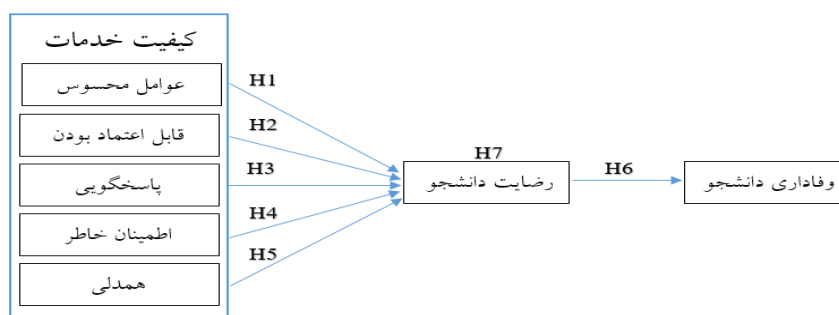 کیفیت خدمات
عوامل محسوس
H1
قابل اعتماد بودن
H2
پاسخگویی
H3
اطمینان خاطر
H4
همدلی
H5
H7
رضایت دانشجو
H6
وفاداری دانشجو